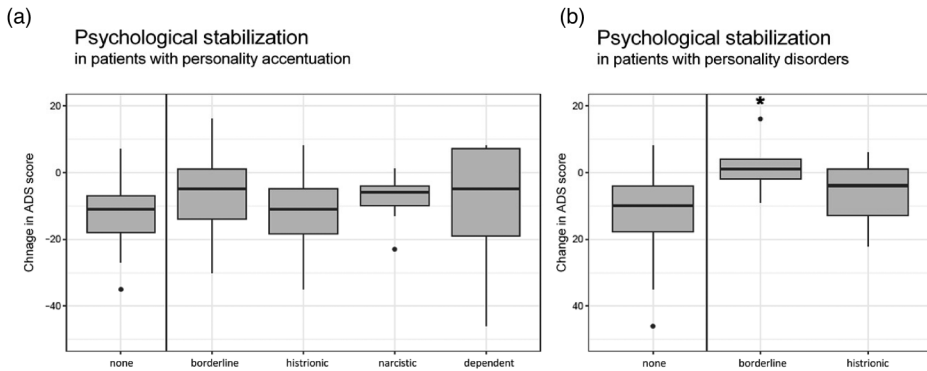 (a)
Psychological stabilization
in patients with personality accentuation
Chnage in ADS score
20
0
-20
-40
none
borderline
histrionic
narcistic
dependent
(b)
Psychological stabilization
in patients with personality disorders
Change in ADS score
20
0
-20
-40
*
none
borderline
histrionic